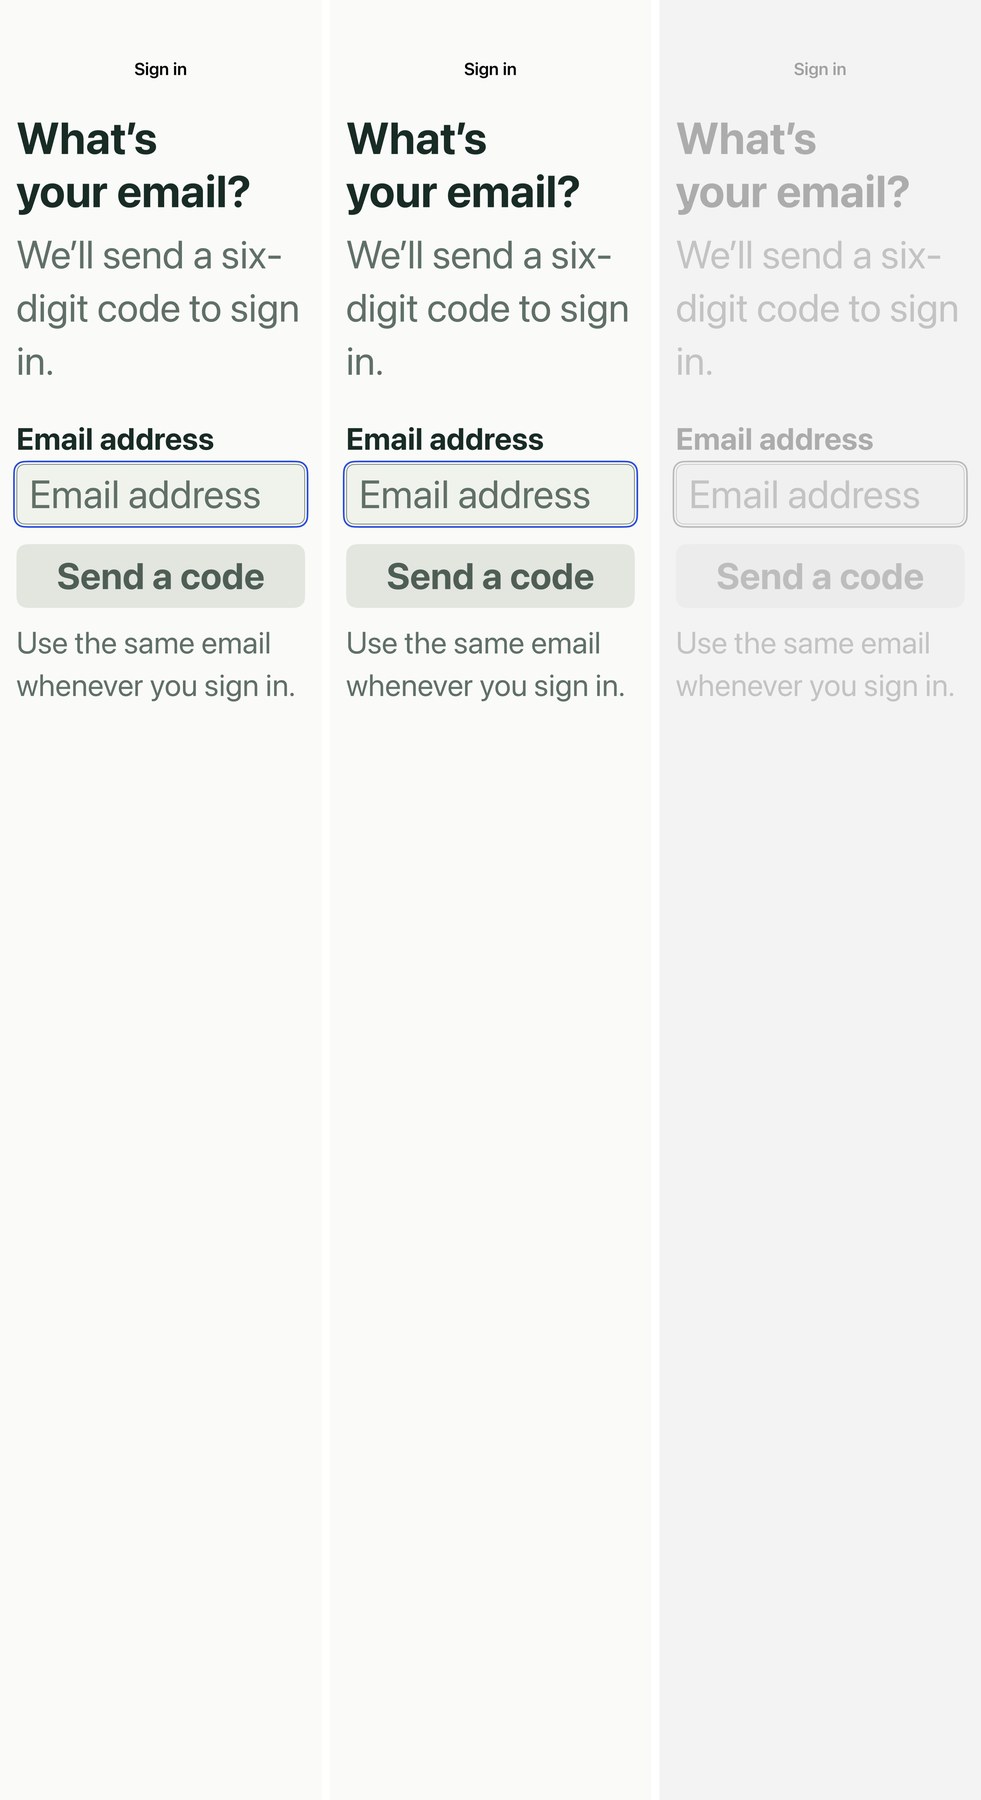 Sign in
What’s
your email?
We’ll send a six-
digit code to sign
in.
Email address
Email address
Send a code
Use the same email
whenever you sign in.
Sign in
What’s
your email?
We’ll send a six-
digit code to sign
in.
Email address
Email address
Send a code
Use the same email
whenever you sign in.
Sign in
What’s
your email?
We’ll send a six-
digit code to sign
in.
Email address
Email address
Send a code
Use the same email
whenever you sign in.